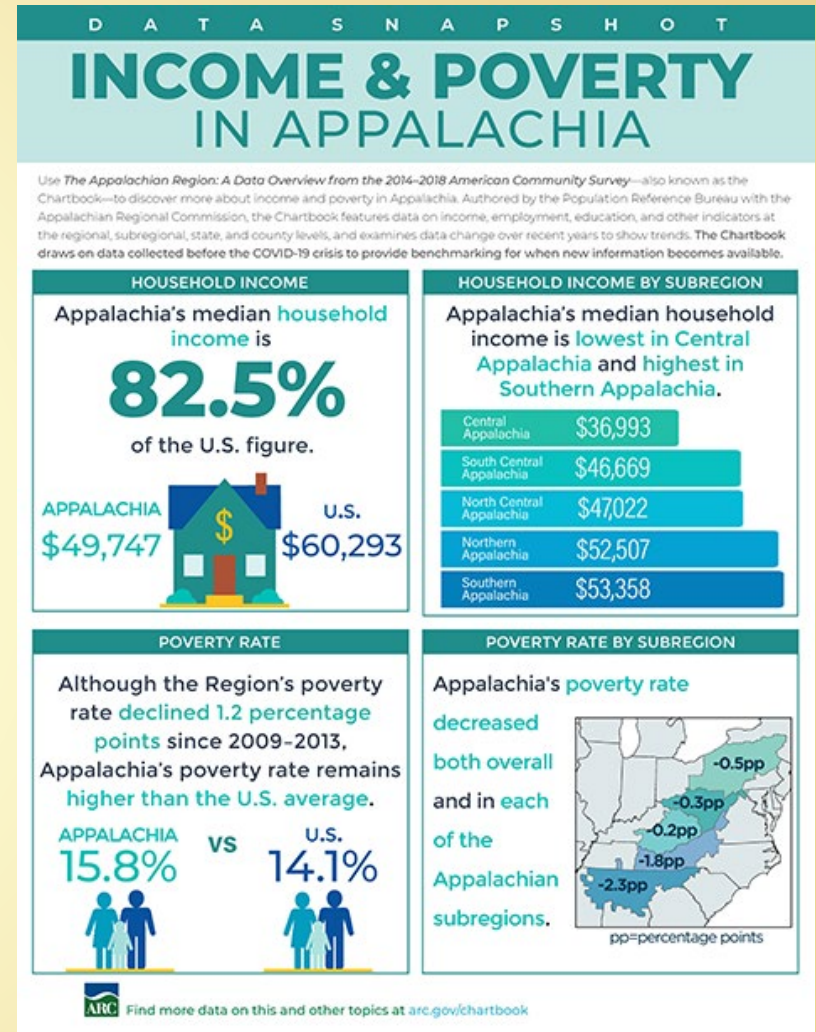 DATA SNAPSHOT
INCOME & POVERTY
IN APPALACHIA
Use The Appalachian Region: A Data Overview from the 2014–2018 American Community Survey—also known as the
Chartbook—to discover more about income and poverty in Appalachia. Authored by the Population Reference Bureau with the
Appalachian Regional Commission, the Chartbook features data on income, employment, education, and other indicators at
the regional, subregional, state, and county levels, and examines data change over recent years to show trends. The Chartbook
draws on data collected before the COVID-19 crisis to provide benchmarking for when new information becomes available.
HOUSEHOLD INCOME
Appalachia's median household
income is
82.5%
of the U.S. figure.
APPALACHIA
$49,747
$
U.S.
$60,293
HOUSEHOLD INCOME BY SUBREGION
Appalachia's median household
income is lowest in Central
Appalachia and highest in
Southern Appalachia.
Central
Appalachia
$36,993
South Central
Appalachia
$46,669
North Central
Appalachia
$47,022
Northern
Appalachia
$52,507
Southern
Appalachia
$53,358
POVERTY RATE
Although the Region's poverty
rate declined 1.2 percentage
points since 2009–2013,
Appalachia's poverty rate remains
higher than the U.S. average.
APPALACHIA
15.8%
VS
U.S.
14.1%
POVERTY RATE BY SUBREGION
Appalachia's poverty rate
decreased
both overall
and in each
of the
Appalachian
subregions.
-0.5pp
-0.3pp
-0.2pp
-1.8pp
-2.3pp
pp=percentage points
ARC
Find more data on this and other topics at arc.gov/chartbook